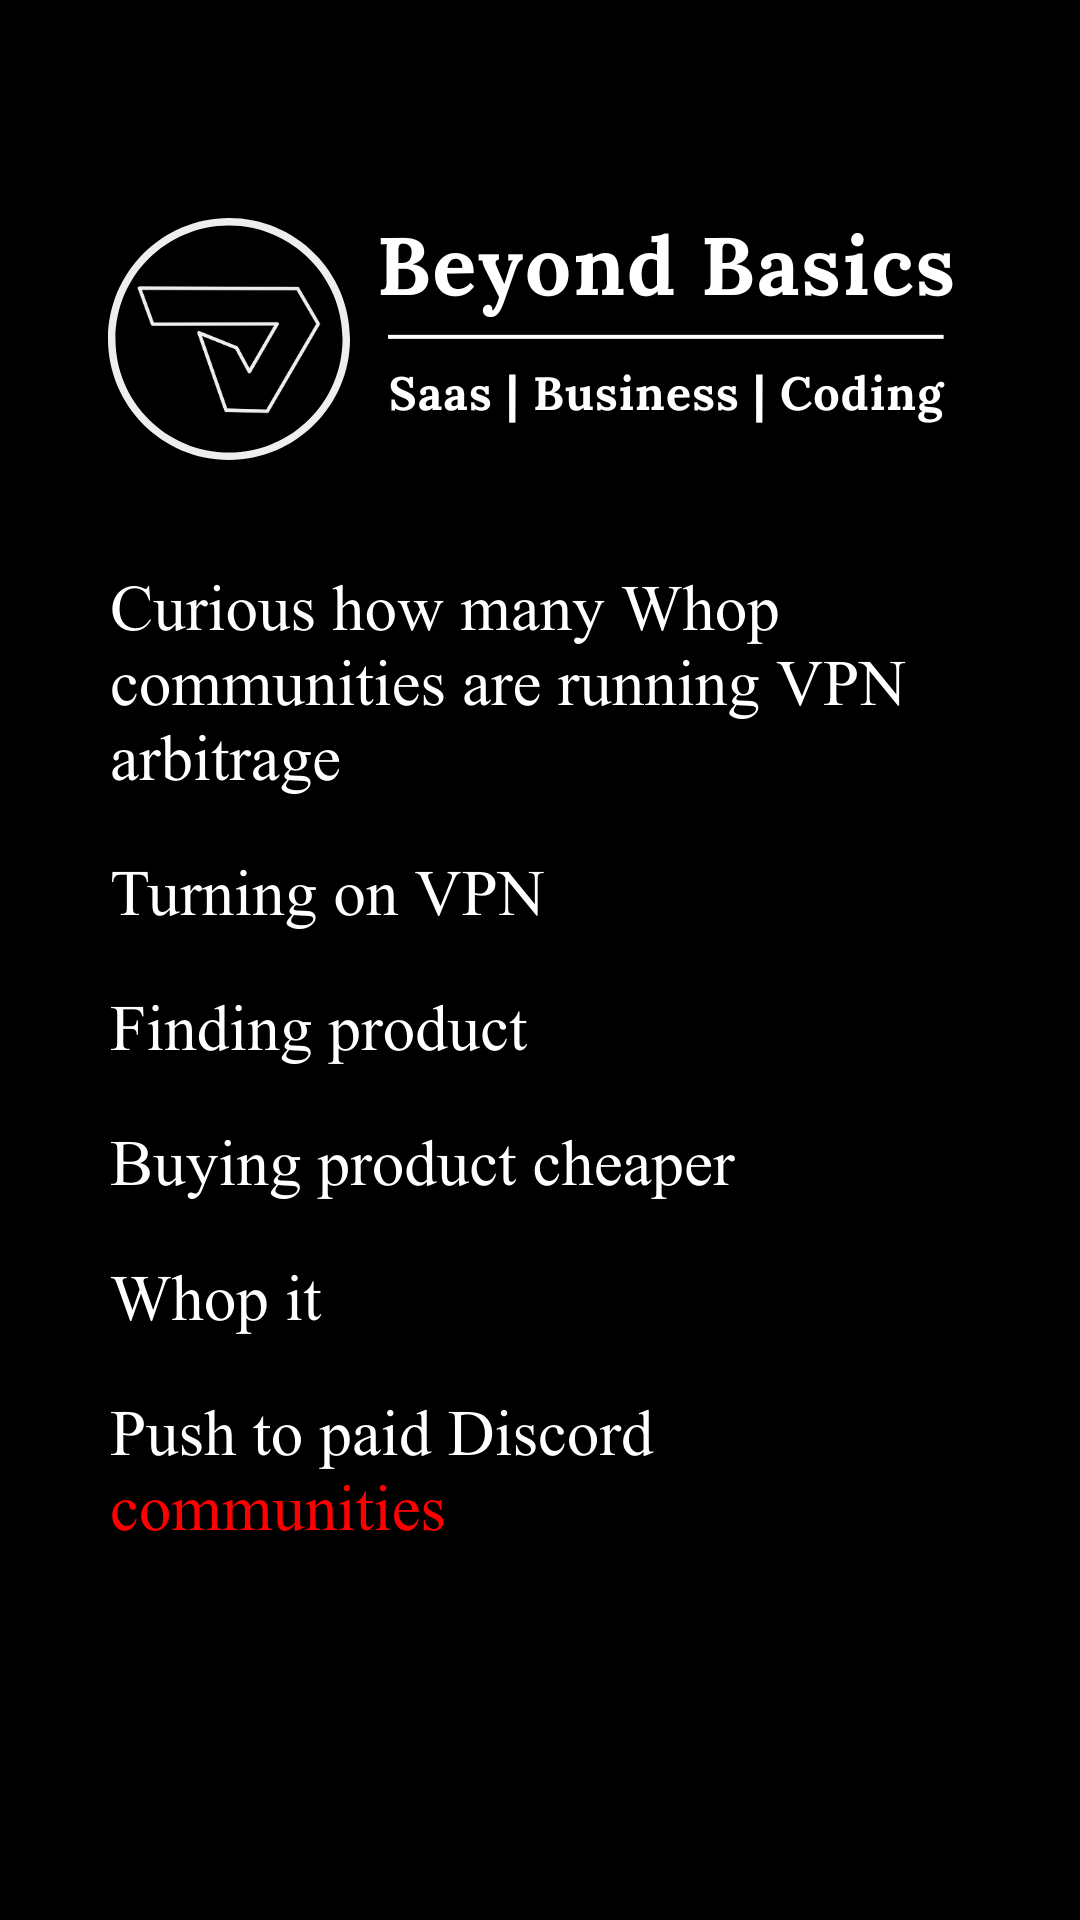 Beyond Basics
Saas | Business | Coding
Curious how many Whop
communities are running VPN
arbitrage
Turning on VPN
Finding product
Buying product cheaper
Whop it
Push to paid Discord
communities